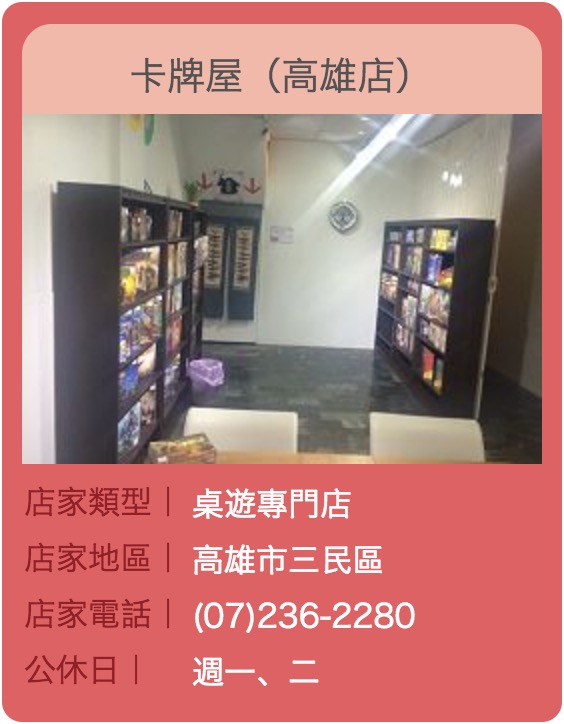 卡牌屋（高雄店）
店家類型｜ 桌遊專門店
店家地區｜ 高雄市三民區
店家電話｜ (07)236-2280
公休日｜ 週一、二